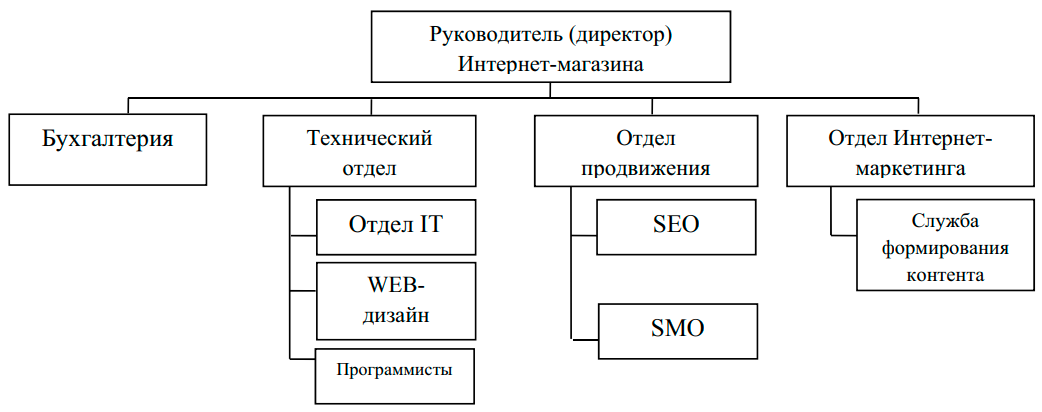 Руководитель (директор)
Интернет-магазина
Бухгалтерия
Технический
отдел
Отдел
продвижения
Отдел Интернет-
маркетинга
Отдел IT
WEB-
дизайн
Программисты
SEO
SMO
Служба
формирования
контента